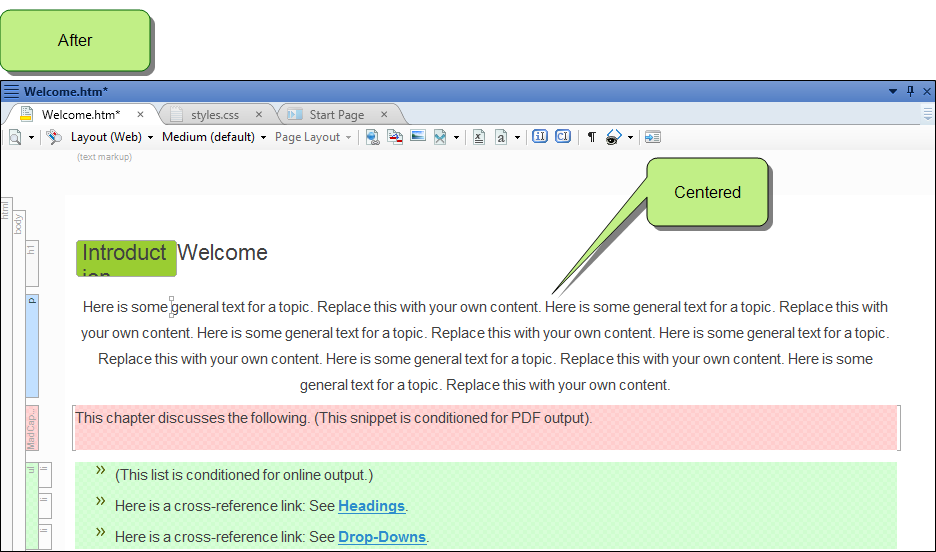 After
Welcome.htm*
Welcome.htm* styles.css Start Page
Layout (Web) Medium (default) Page Layout
(text markup)
Centered
html
body
h1
Introduct
ion
Welcome
p
Here is some general text for a topic. Replace this with your own content. Here is some general text for a topic. Replace this with
your own content. Here is some general text for a topic. Replace this with your own content. Here is some general text for a topic.
Replace this with your own content. Here is some general text for a topic. Replace this with your own content. Here is some
general text for a topic. Replace this with your own content.
MadCap...
This chapter discusses the following. (This snippet is conditioned for PDF output).
ul
li
» (This list is conditioned for online output.)
li
» Here is a cross-reference link: See Headings.
li
» Here is a cross-reference link: See Drop-Downs.